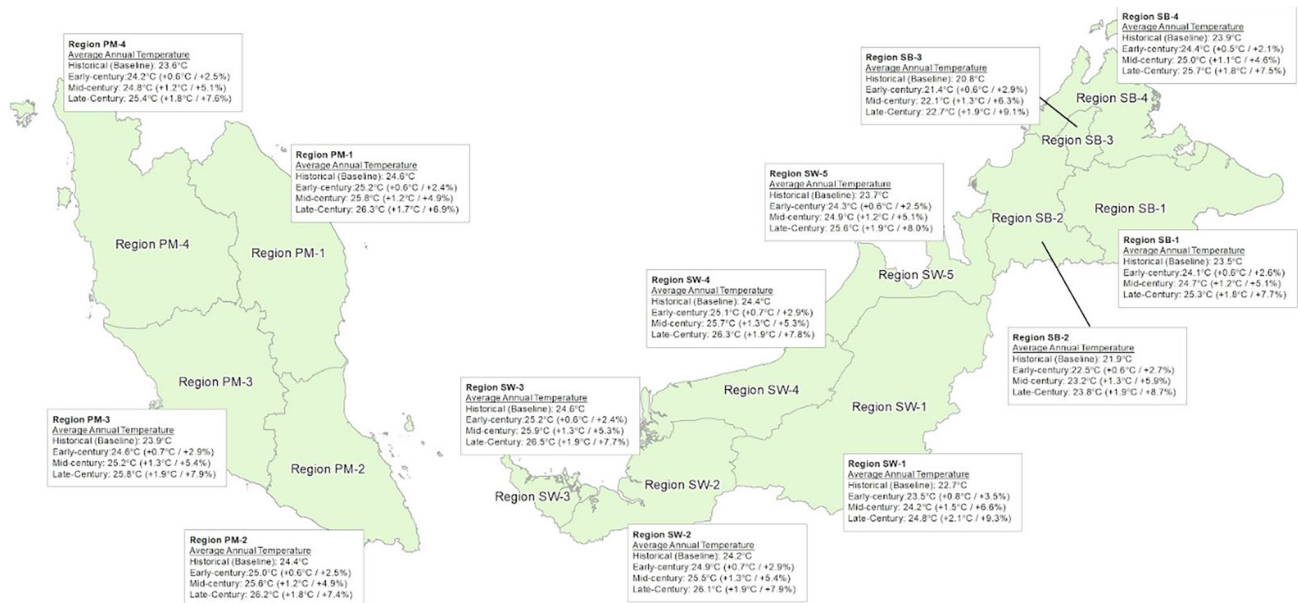 Region PM-4
Average Annual Temperature
Historical (Baseline): 23.6°C
Early-century:24.2°C (+0.6°C / +2.5%)
Mid-century: 24.8°C (+1.2°C / +5.1%)
Late-Century: 25.4°C (+1.8°C / +7.6%)
Region PM-1
Average Annual Temperature
Historical (Baseline): 24.6°C
Early-century:25.2°C (+0.6°C / +2.4%)
Mid-century: 25.8°C (+1.2°C / +4.9%)
Late-Century: 26.3°C (+1.7°C / +6.9%)
Region PM-4
Region PM-1
Region PM-3
Region PM-3
Average Annual Temperature
Historical (Baseline): 23.9°C
Early-century:24.6°C (+0.7°C / +2.9%)
Mid-century: 25.2°C (+1.3°C / +5.4%)
Late-Century: 25.8°C (+1.9°C / +7.9%)
Region PM-2
Region PM-2
Average Annual Temperature
Historical (Baseline): 24.4°C
Early-century:25.0°C (+0.6°C / +2.5%)
Mid-century: 25.6°C (+1.2°C / +4.9%)
Late-Century: 26.2°C (+1.8°C / +7.4%)
Region SB-4
Average Annual Temperature
Historical (Baseline): 23.9°C
Early-century:24.4°C (+0.5°C / +2.1%)
Mid-century: 25.0°C (+1.1°C / +4.6%)
Late-Century: 25.7°C (+1.8°C / +7.5%)
Region SB-3
Average Annual Temperature
Historical (Baseline): 20.8°C
Early-century:21.4°C (+0.6°C / +2.9%)
Mid-century: 22.1°C (+1.3°C / +6.3%)
Late-Century: 22.7°C (+1.9°C / +9.1%)
Region SB-4
Region SB-3
Region SB-1
Region SB-2
Region SW-5
Average Annual Temperature
Historical (Baseline): 23.7°C
Early-century:24.3°C (+0.6°C / +2.5%)
Mid-century: 24.9°C (+1.2°C / +5.1%)
Late-Century: 25.6°C (+1.9°C / +8.0%)
Region SB-1
Average Annual Temperature
Historical (Baseline): 23.5°C
Early-century:24.1°C (+0.6°C / +2.6%)
Mid-century: 24.7°C (+1.2°C / +5.1%)
Late-Century: 25.3°C (+1.8°C / +7.7%)
Region SW-5
Region SW-4
Average Annual Temperature
Historical (Baseline): 24.4°C
Early-century:25.1°C (+0.7°C / +2.9%)
Mid-century: 25.7°C (+1.3°C / +5.3%)
Late-Century: 26.3°C (+1.9°C / +7.8%)
Region SB-2
Average Annual Temperature
Historical (Baseline): 21.9°C
Early-century:22.5°C (+0.6°C / +2.7%)
Mid-century: 23.2°C (+1.3°C / +5.9%)
Late-Century: 23.8°C (+1.9°C / +8.7%)
Region SW-3
Average Annual Temperature
Historical (Baseline): 24.6°C
Early-century:25.2°C (+0.6°C / +2.4%)
Mid-century: 25.9°C (+1.3°C / +5.3%)
Late-Century: 26.5°C (+1.9°C / +7.7%)
Region SW-4
Region SW-1
Region SW-2
Region SW-3
Region SW-1
Average Annual Temperature
Historical (Baseline): 22.7°C
Early-century:23.5°C (+0.8°C / +3.5%)
Mid-century: 24.2°C (+1.5°C / +6.6%)
Late-Century: 24.8°C (+2.1°C / +9.3%)
Region SW-2
Average Annual Temperature
Historical (Baseline): 24.2°C
Early-century:24.9°C (+0.7°C / +2.9%)
Mid-century: 25.5°C (+1.3°C / +5.4%)
Late-Century: 26.1°C (+1.9°C / +7.9%)